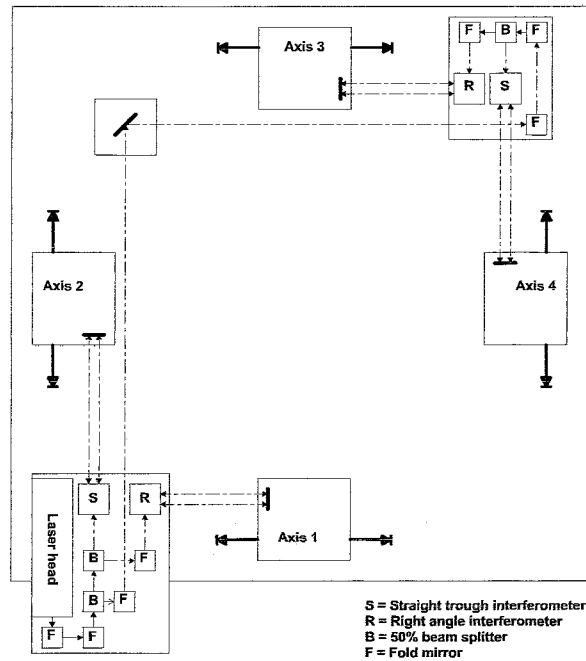 Axis 3
F B F
R S
F
Axis 2
Axis 4
Laser head
S R
Axis 1
B F
B F
F F
S = Straight trough interferometer
R = Right angle interferometer
B = 50% beam splitter
F = Fold mirror